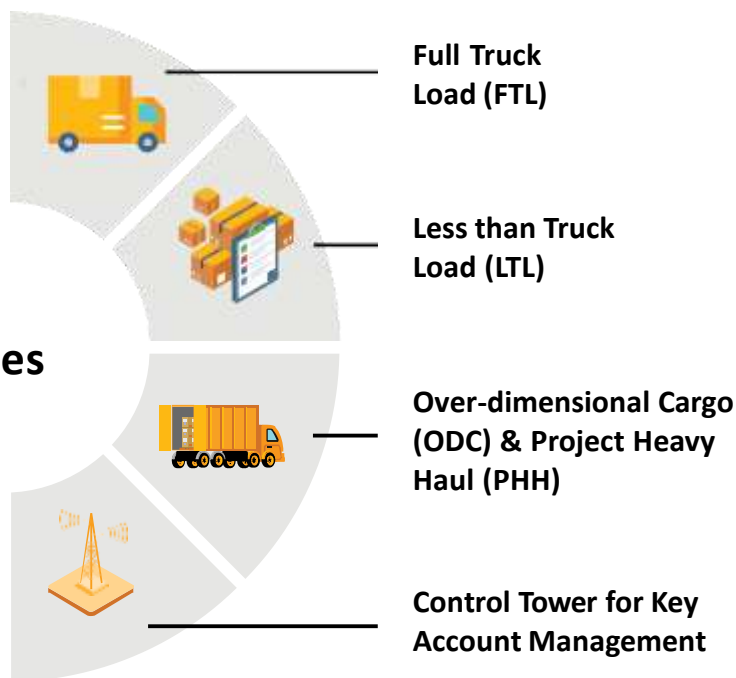 Full Truck
Load (FTL)
Less than Truck
Load (LTL)
es
Over-dimensional Cargo
(ODC) & Project Heavy
Haul (PHH)
Control Tower for Key
Account Management